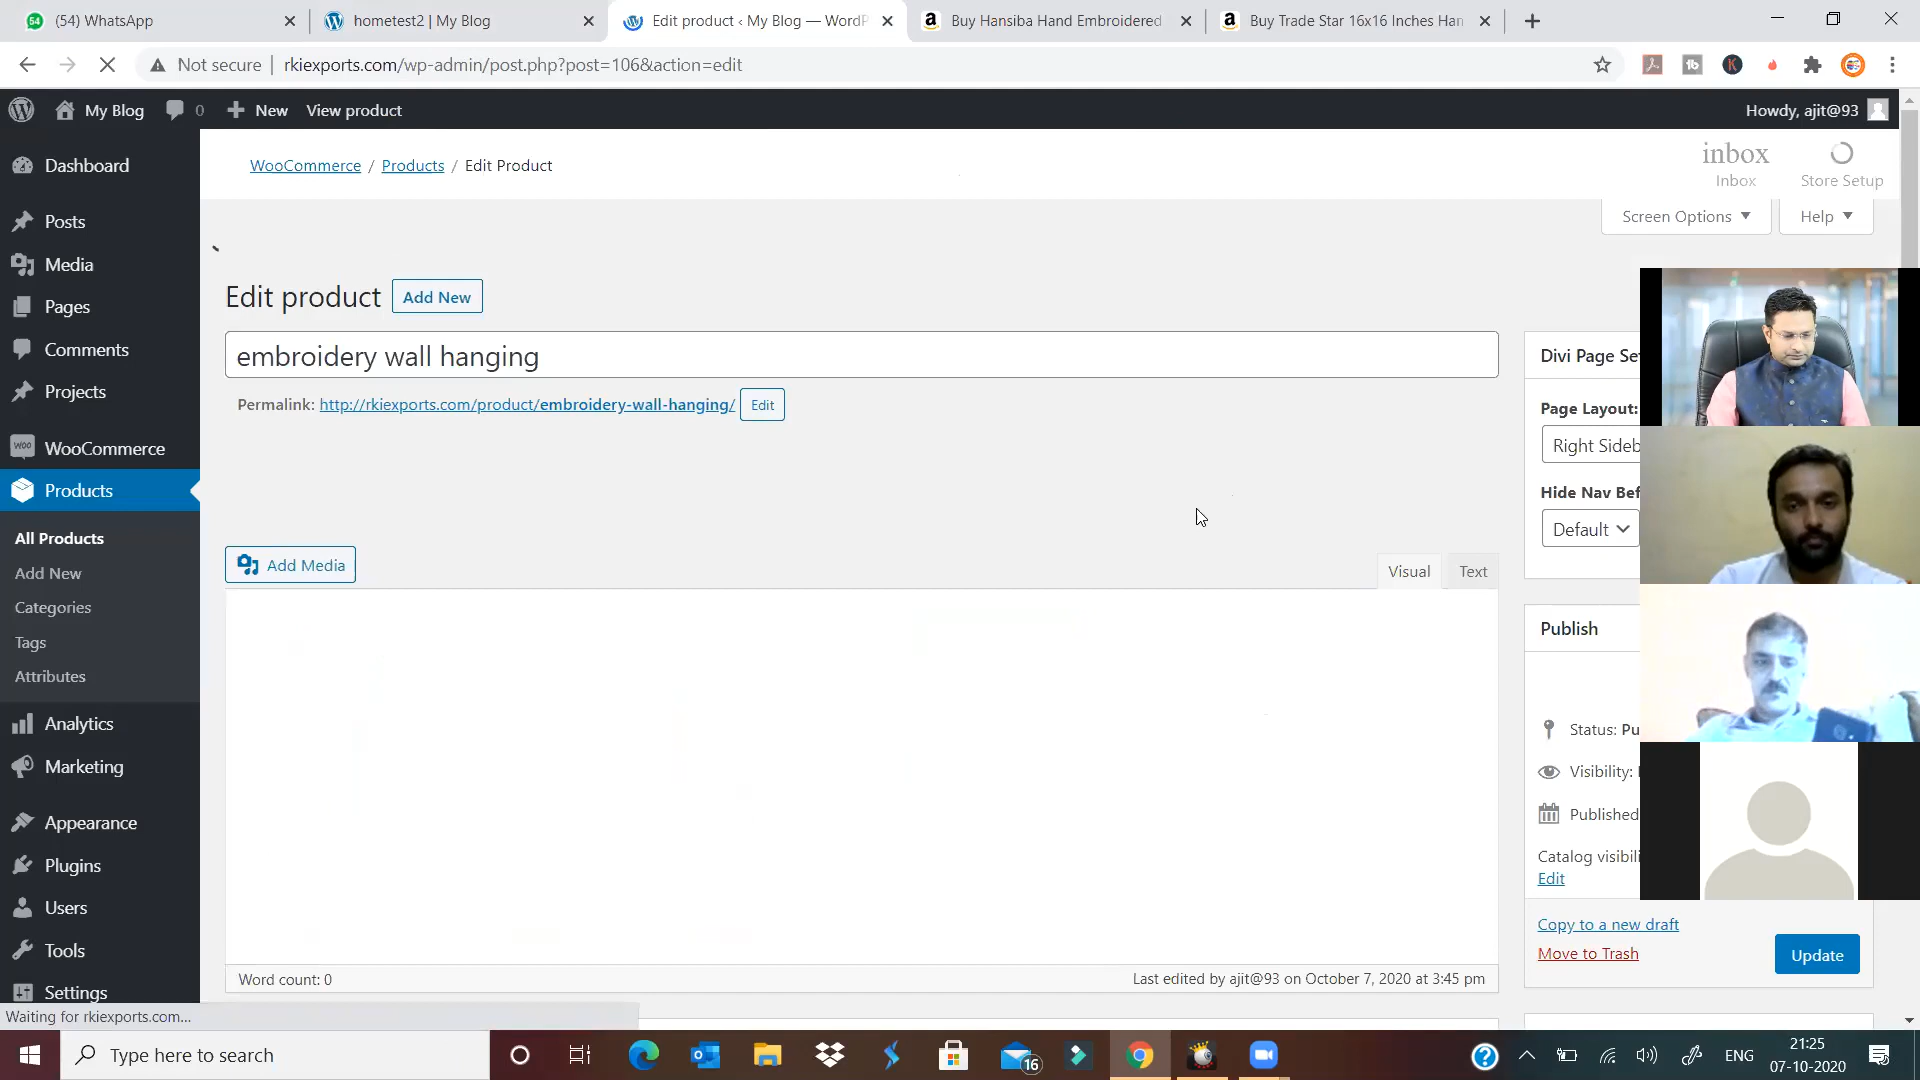 (54) WhatsApp
hometest2 | My Blog
Edit product ‹ My Blog — WordP
Buy Hansiba Hand Embroidered
Buy Trade Star 16x16 Inches Han
Not secure
rkiexports.com/wp-admin/post.php?post=106&action=edit
My Blog
0
New
View product
Howdy, ajit@93
Dashboard
Posts
Media
Pages
Comments
Projects
WooCommerce
Products
All Products
Add New
Categories
Tags
Attributes
Analytics
Marketing
Appearance
Plugins
Users
Tools
Settings
WooCommerce / Products / Edit Product
inbox
Inbox
Store Setup
Screen Options
Help
Edit product
Add New
embroidery wall hanging
Permalink: http://rkiexports.com/product/embroidery-wall-hanging/
Edit
Add Media
Visual
Text
Word count: 0
Last edited by ajit@93 on October 7, 2020 at 3:45 pm
Divi Page Se
Page Layout:
Right Sideb
Hide Nav Bef
Default
Publish
Status: Pu
Visibility:
Published
Catalog visibili
Edit
Copy to a new draft
Move to Trash
Update
Waiting for rkiexports.com...
Type here to search
16
ENG
21:25
07-10-2020